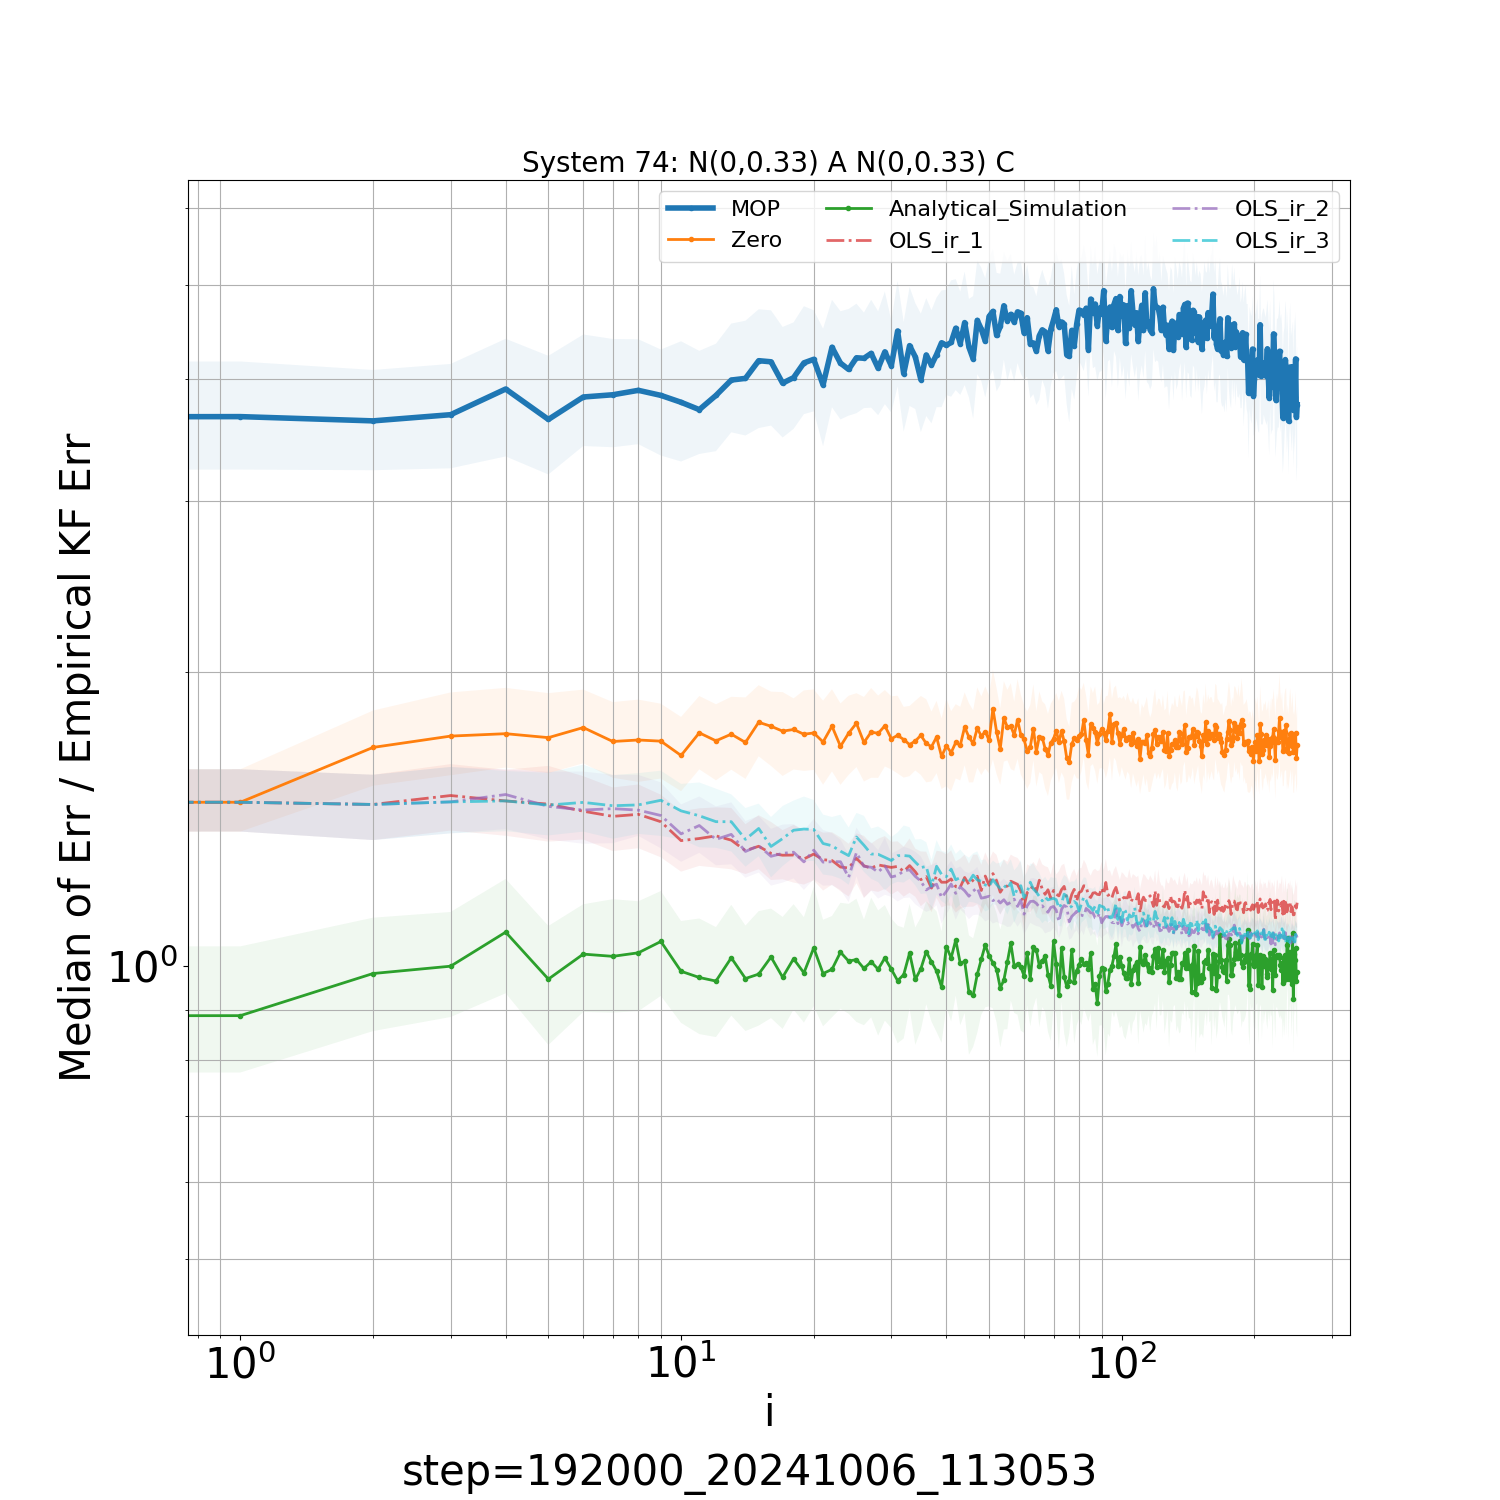 System 74: N(0,0.33) A N(0,0.33) C
MOP
Zero
Analytical_Simulation
OLS_ir_1
OLS_ir_2
OLS_ir_3
Median of Err / Empirical KF Err
10⁰
10⁰ 10¹ 10²
i
step=192000_20241006_113053